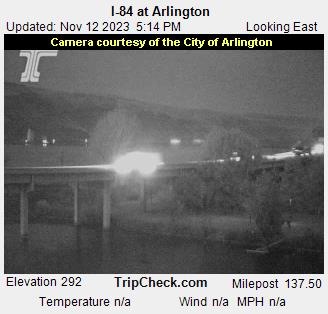 I-84 at Arlington
Updated: Nov 12 2023 5:14 PM Looking East
Camera courtesy of the City of Arlington
Elevation 292 TripCheck.com Milepost 137.50
Temperature n/a Wind n/a MPH n/a